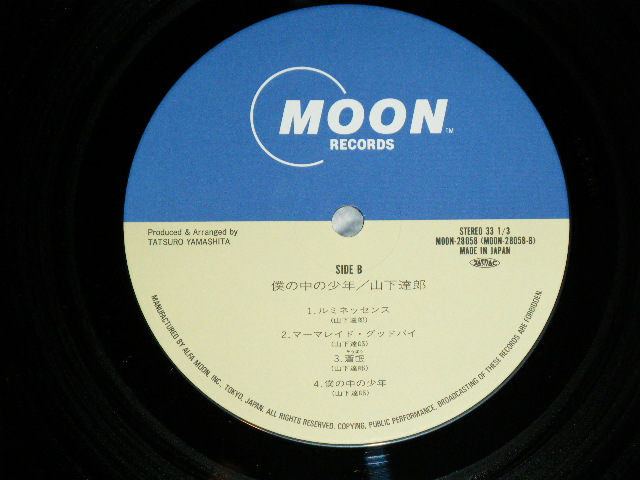 MOON TM
RECORDS
Produced & Arranged by
TATSURO YAMASHITA
STEREO 33 1/3
MOON-28058 (MOON-28058-B)
MADE IN JAPAN
SIDE B
僕の中の少年／山下達郎
1.ルミネッセンス
(山下達郎)
2.マーマレイド・グッドバイ
(山下達郎)
3.蒼氓
(山下達郎)
4.僕の中の少年
(山下達郎)
MANUFACTURED BY ALFA MOON, INC. TOKYO, JAPAN. ALL RIGHTS RESERVED. COPYING, PUBLIC PERFORMANCE, BROADCASTING OF THESE RECORDS ARE FORBIDDEN.